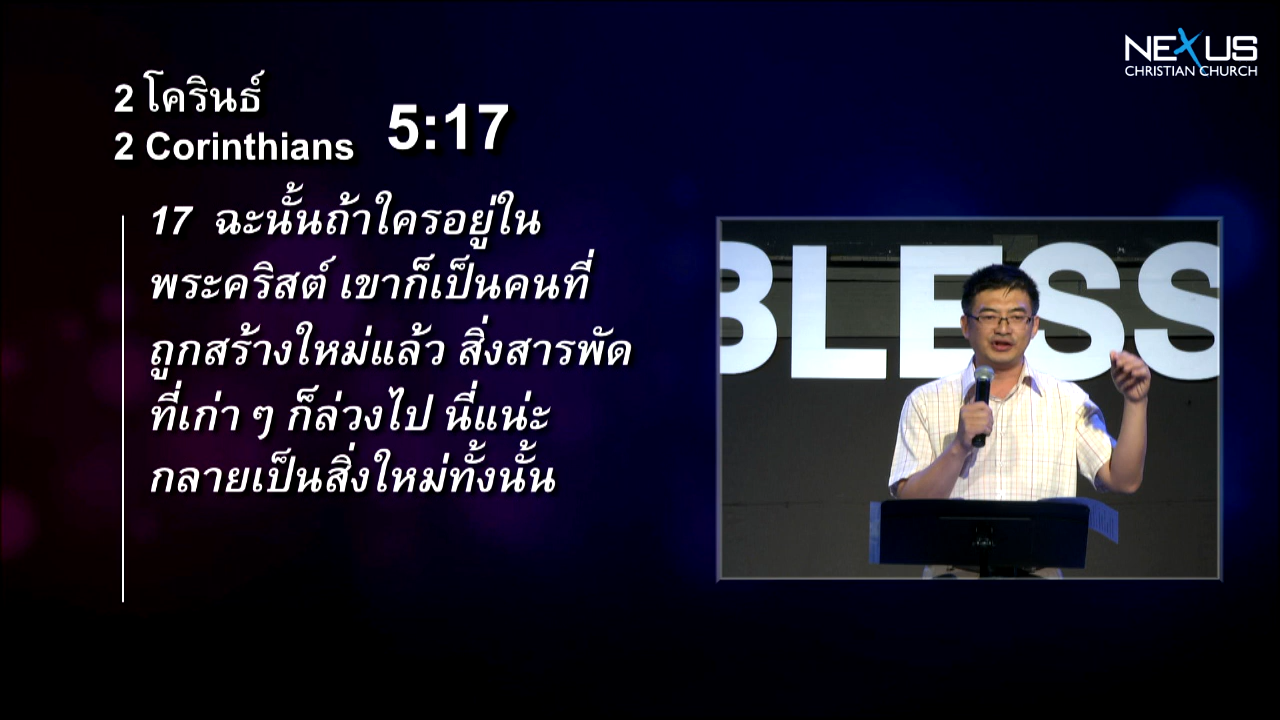 NEXUS
CHRISTIAN CHURCH
2 โครินธ์
2 Corinthians 5:17
17 ฉะนั้นถ้าใครอยู่ใน
พระคริสต์ เขาก็เป็นคนที่
ถูกสร้างใหม่แล้ว สิ่งสารพัด
ที่เก่า ๆ ก็ล่วงไป นี่แน่ะ
กลายเป็นสิ่งใหม่ทั้งนั้น
BLESS